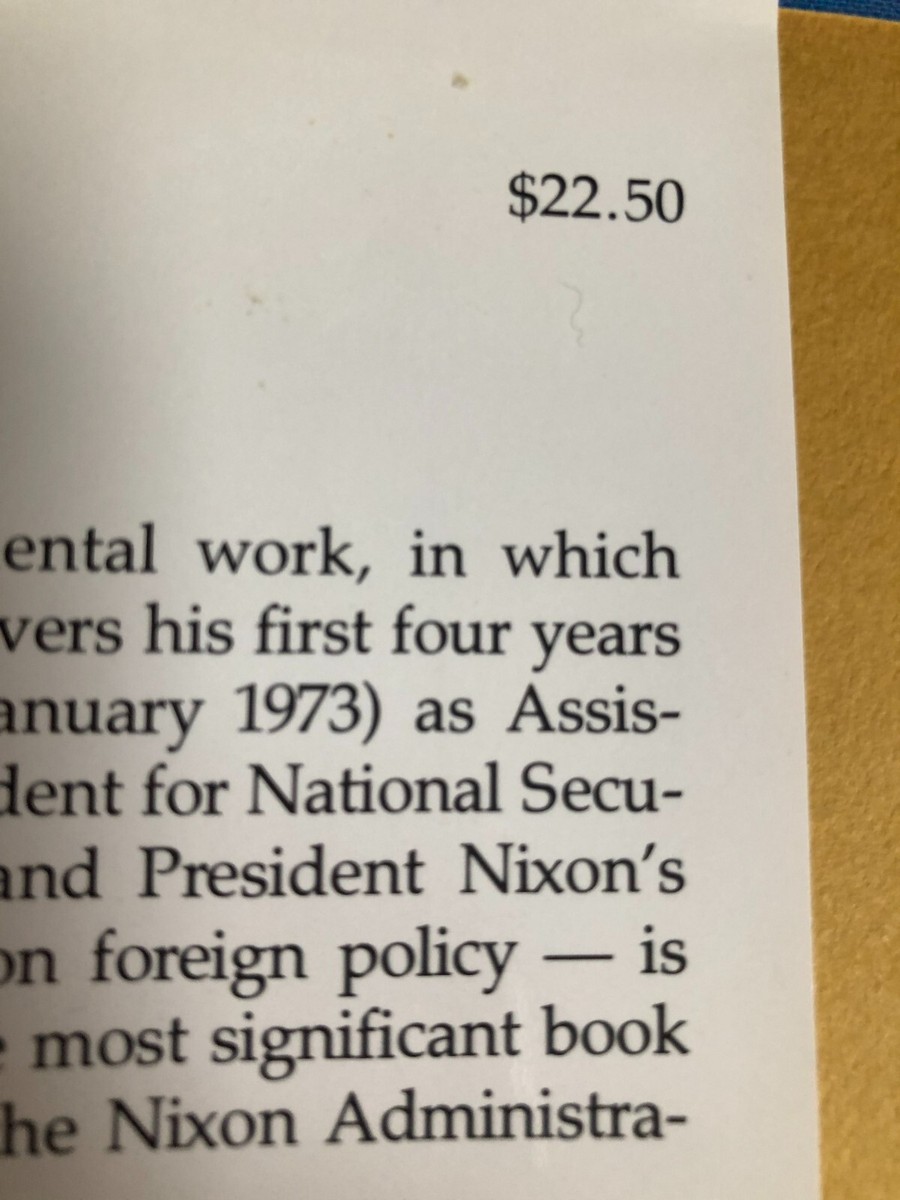 $22.50
ental work, in which
vers his first four years
anuary 1973) as Assis-
dent for National Secu-
and President Nixon's
on foreign policy — is
most significant book
he Nixon Administra-